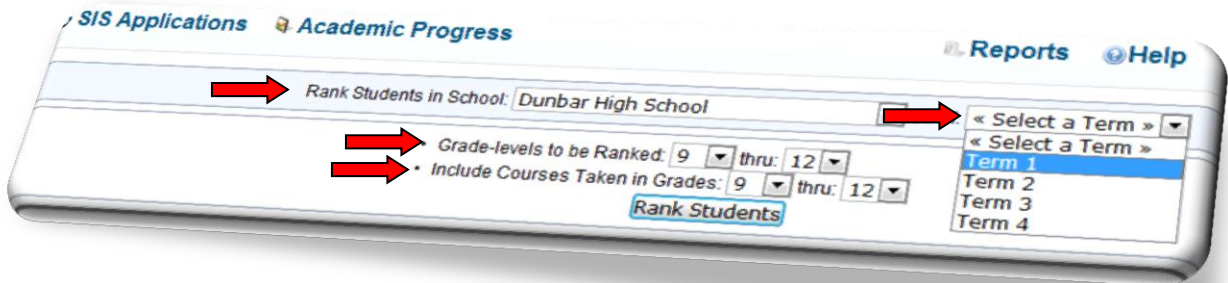 SIS Applications Academic Progress Reports Help
Rank Students in School: Dunbar High School « Select a Term »
« Select a Term »
• Grade-levels to be Ranked: 9 thru: 12
Term 1
• Include Courses Taken in Grades: 9 thru: 12
Term 2
Rank Students
Term 3
Term 4